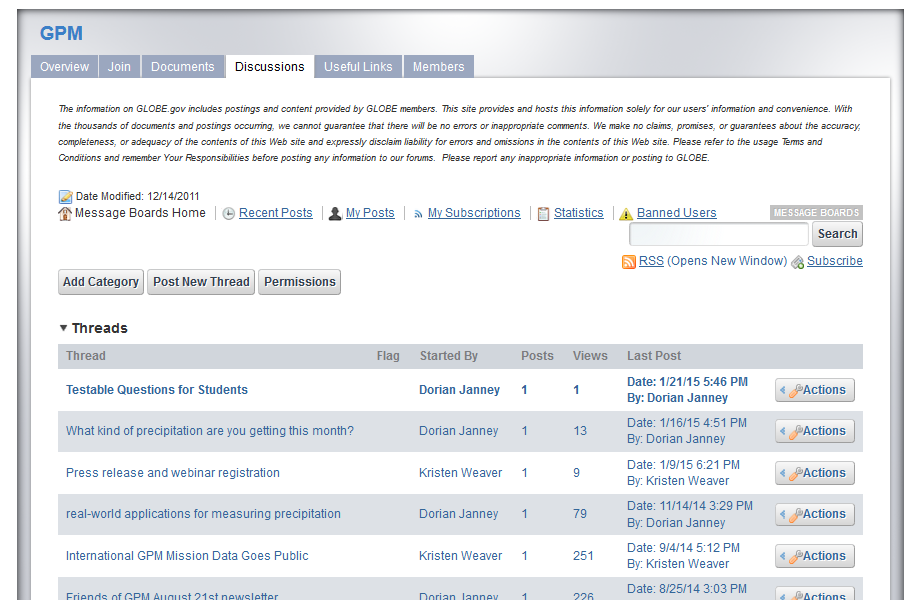 GPM
Overview Join Documents Discussions Useful Links Members
The information on GLOBE.gov includes postings and content provided by GLOBE members. This site provides and hosts this information solely for our users' information and convenience. With
the thousands of documents and postings occurring, we cannot guarantee that there will be no errors or inappropriate comments. We make no claims, promises, or guarantees about the accuracy,
completeness, or adequacy of the contents of this Web site and expressly disclaim liability for errors and omissions in the contents of this Web site. Please refer to the usage Terms and
Conditions and remember Your Responsibilities before posting any information to our forums. Please report any inappropriate information or posting to GLOBE.
Date Modified: 12/14/2011
Message Boards Home Recent Posts My Posts My Subscriptions Statistics Banned Users MESSAGE BOARDS
Search
RSS (Opens New Window) Subscribe
Add Category Post New Thread Permissions
Threads
Thread Flag Started By Posts Views Last Post
Testable Questions for Students Dorian Janney 1 1 Date: 1/21/15 5:46 PM Actions
By: Dorian Janney
What kind of precipitation are you getting this month? Dorian Janney 1 13 Date: 1/16/15 4:51 PM Actions
By: Dorian Janney
Press release and webinar registration Kristen Weaver 1 9 Date: 1/9/15 6:21 PM Actions
By: Kristen Weaver
real-world applications for measuring precipitation Dorian Janney 1 79 Date: 11/14/14 3:29 PM Actions
By: Dorian Janney
International GPM Mission Data Goes Public Kristen Weaver 1 251 Date: 9/4/14 5:12 PM Actions
By: Kristen Weaver
Friends of GPM August 21st newsletter Dorian Janney 1 226 Date: 8/25/14 3:03 PM Actions